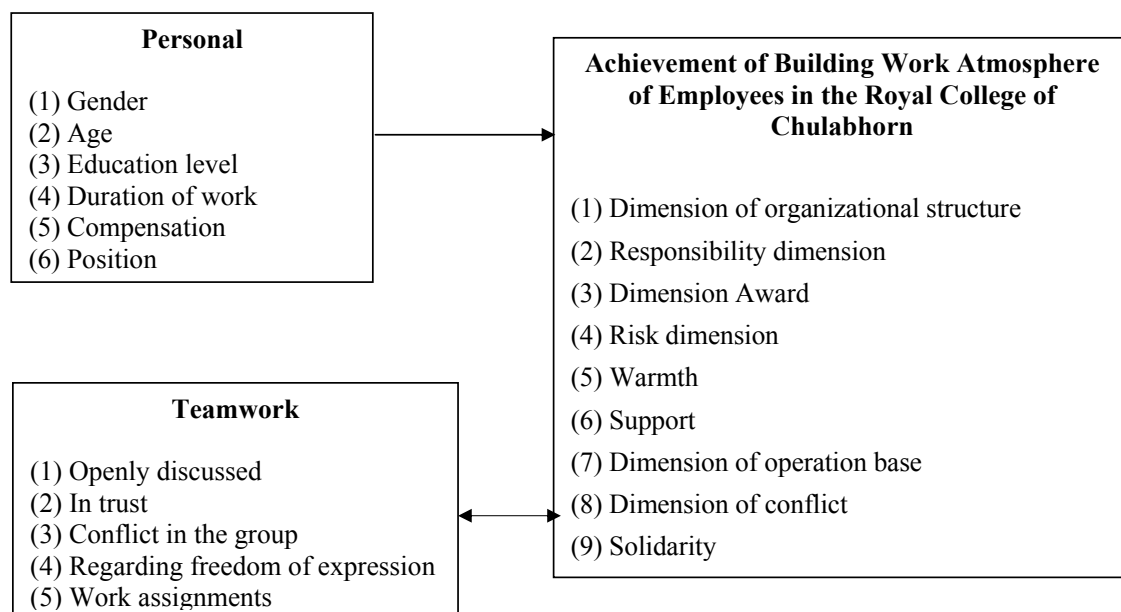 Personal
(1) Gender
(2) Age
(3) Education level
(4) Duration of work
(5) Compensation
(6) Position
Teamwork
(1) Openly discussed
(2) In trust
(3) Conflict in the group
(4) Regarding freedom of expression
(5) Work assignments
Achievement of Building Work Atmosphere
of Employees in the Royal College of
Chulabhorn
(1) Dimension of organizational structure
(2) Responsibility dimension
(3) Dimension Award
(4) Risk dimension
(5) Warmth
(6) Support
(7) Dimension of operation base
(8) Dimension of conflict
(9) Solidarity